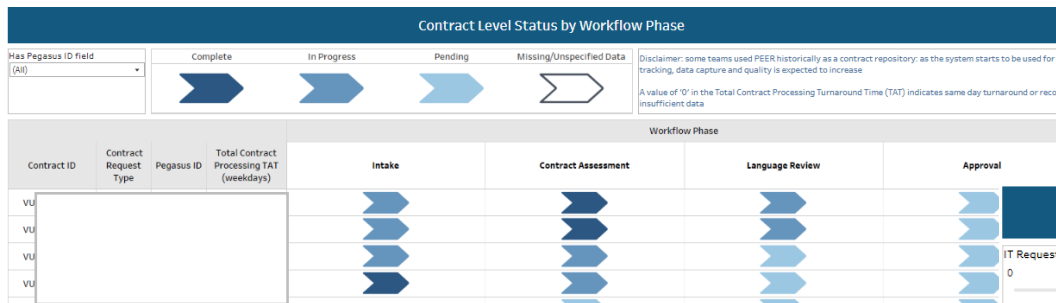 Contract Level Status by Workflow Phase
Has Pegasus ID field
(All)
Complete
In Progress
Pending
Missing/Unspecified Data
Disclaimer: some teams used PEER historically as a contract repository: as the system starts to be used for
tracking, data capture and quality is expected to increase
A value of '0' in the Total Contract Processing Turnaround Time (TAT) indicates same day turnaround or reco
insufficient data
Workflow Phase
Contract ID
Contract
Request
Type
Pegasus ID
Total Contract
Processing TAT
(weekdays)
Intake
Contract Assessment
Language Review
Approval
VU
VU
VU
VU
IT Request
0